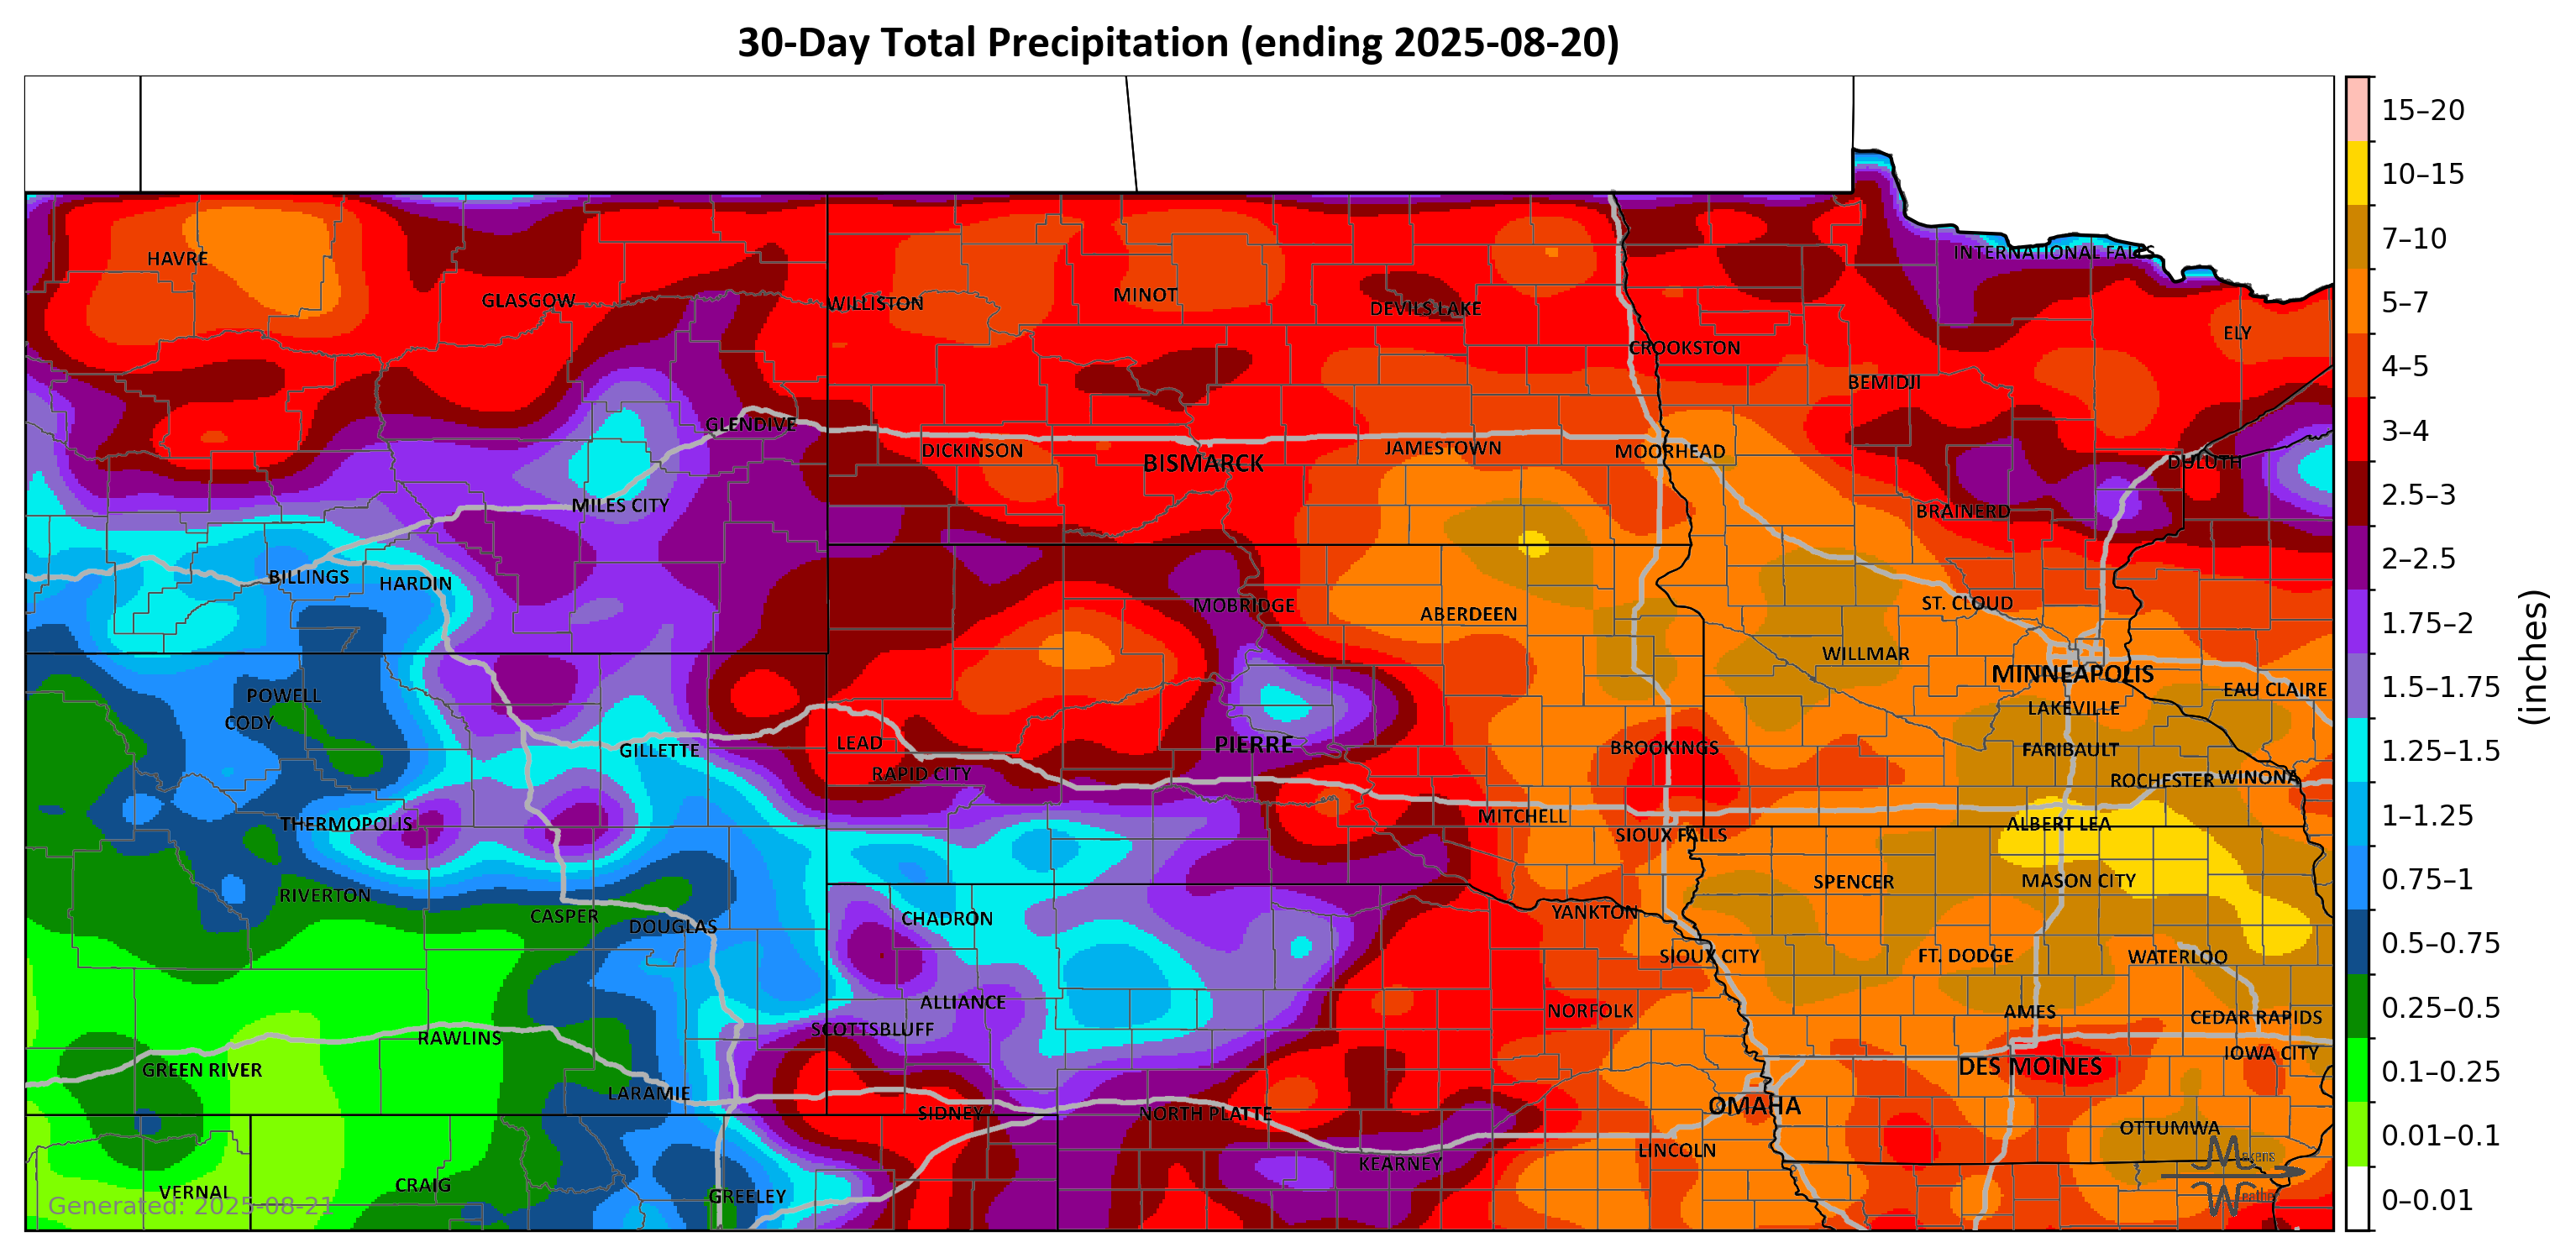 30-Day Total Precipitation (ending 2025-08-20)
15–20
10–15
7–10
5–7
4–5
3–4
2.5–3
2–2.5
1.75–2
1.5–1.75
1.25–1.5
1–1.25
0.75–1
0.5–0.75
0.25–0.5
0.1–0.25
0.01–0.1
0–0.01
(inches)
INTERNATIONAL FALLS
HAVRE
GLASGOW
WILLISTON
MINOT
DEVILS LAKE
ELY
CROOKSTON
BEMIDJI
GLENDIVE
DICKINSON
BISMARCK
JAMESTOWN
MOORHEAD
DULUTH
MILES CITY
BRAINERD
BILLINGS
HARDIN
MOBRIDGE
ABERDEEN
ST. CLOUD
WILLMAR
MINNEAPOLIS
EAU CLAIRE
POWELL
CODY
LAKEVILLE
GILLETTE
LEAD
PIERRE
BROOKINGS
FARIBAULT
RAPID CITY
ROCHESTER
WINONA
THERMOPOLIS
MITCHELL
SIOUX FALLS
ALBERT LEA
RIVERTON
SPENCER
MASON CITY
CASPER
DOUGLAS
CHADRON
YANKTON
SIOUX CITY
FT. DODGE
WATERLOO
ALLIANCE
NORFOLK
AMES
CEDAR RAPIDS
SCOTTSBLUFF
RAWLINS
IOWA CITY
GREEN RIVER
DES MOINES
LARAMIE
SIDNEY
NORTH PLATTE
OMAHA
OTTUMWA
LINCOLN
KEARNEY
VERNAL
CRAIG
GREELEY
Generated: 2025-08-21
Makens
Weather